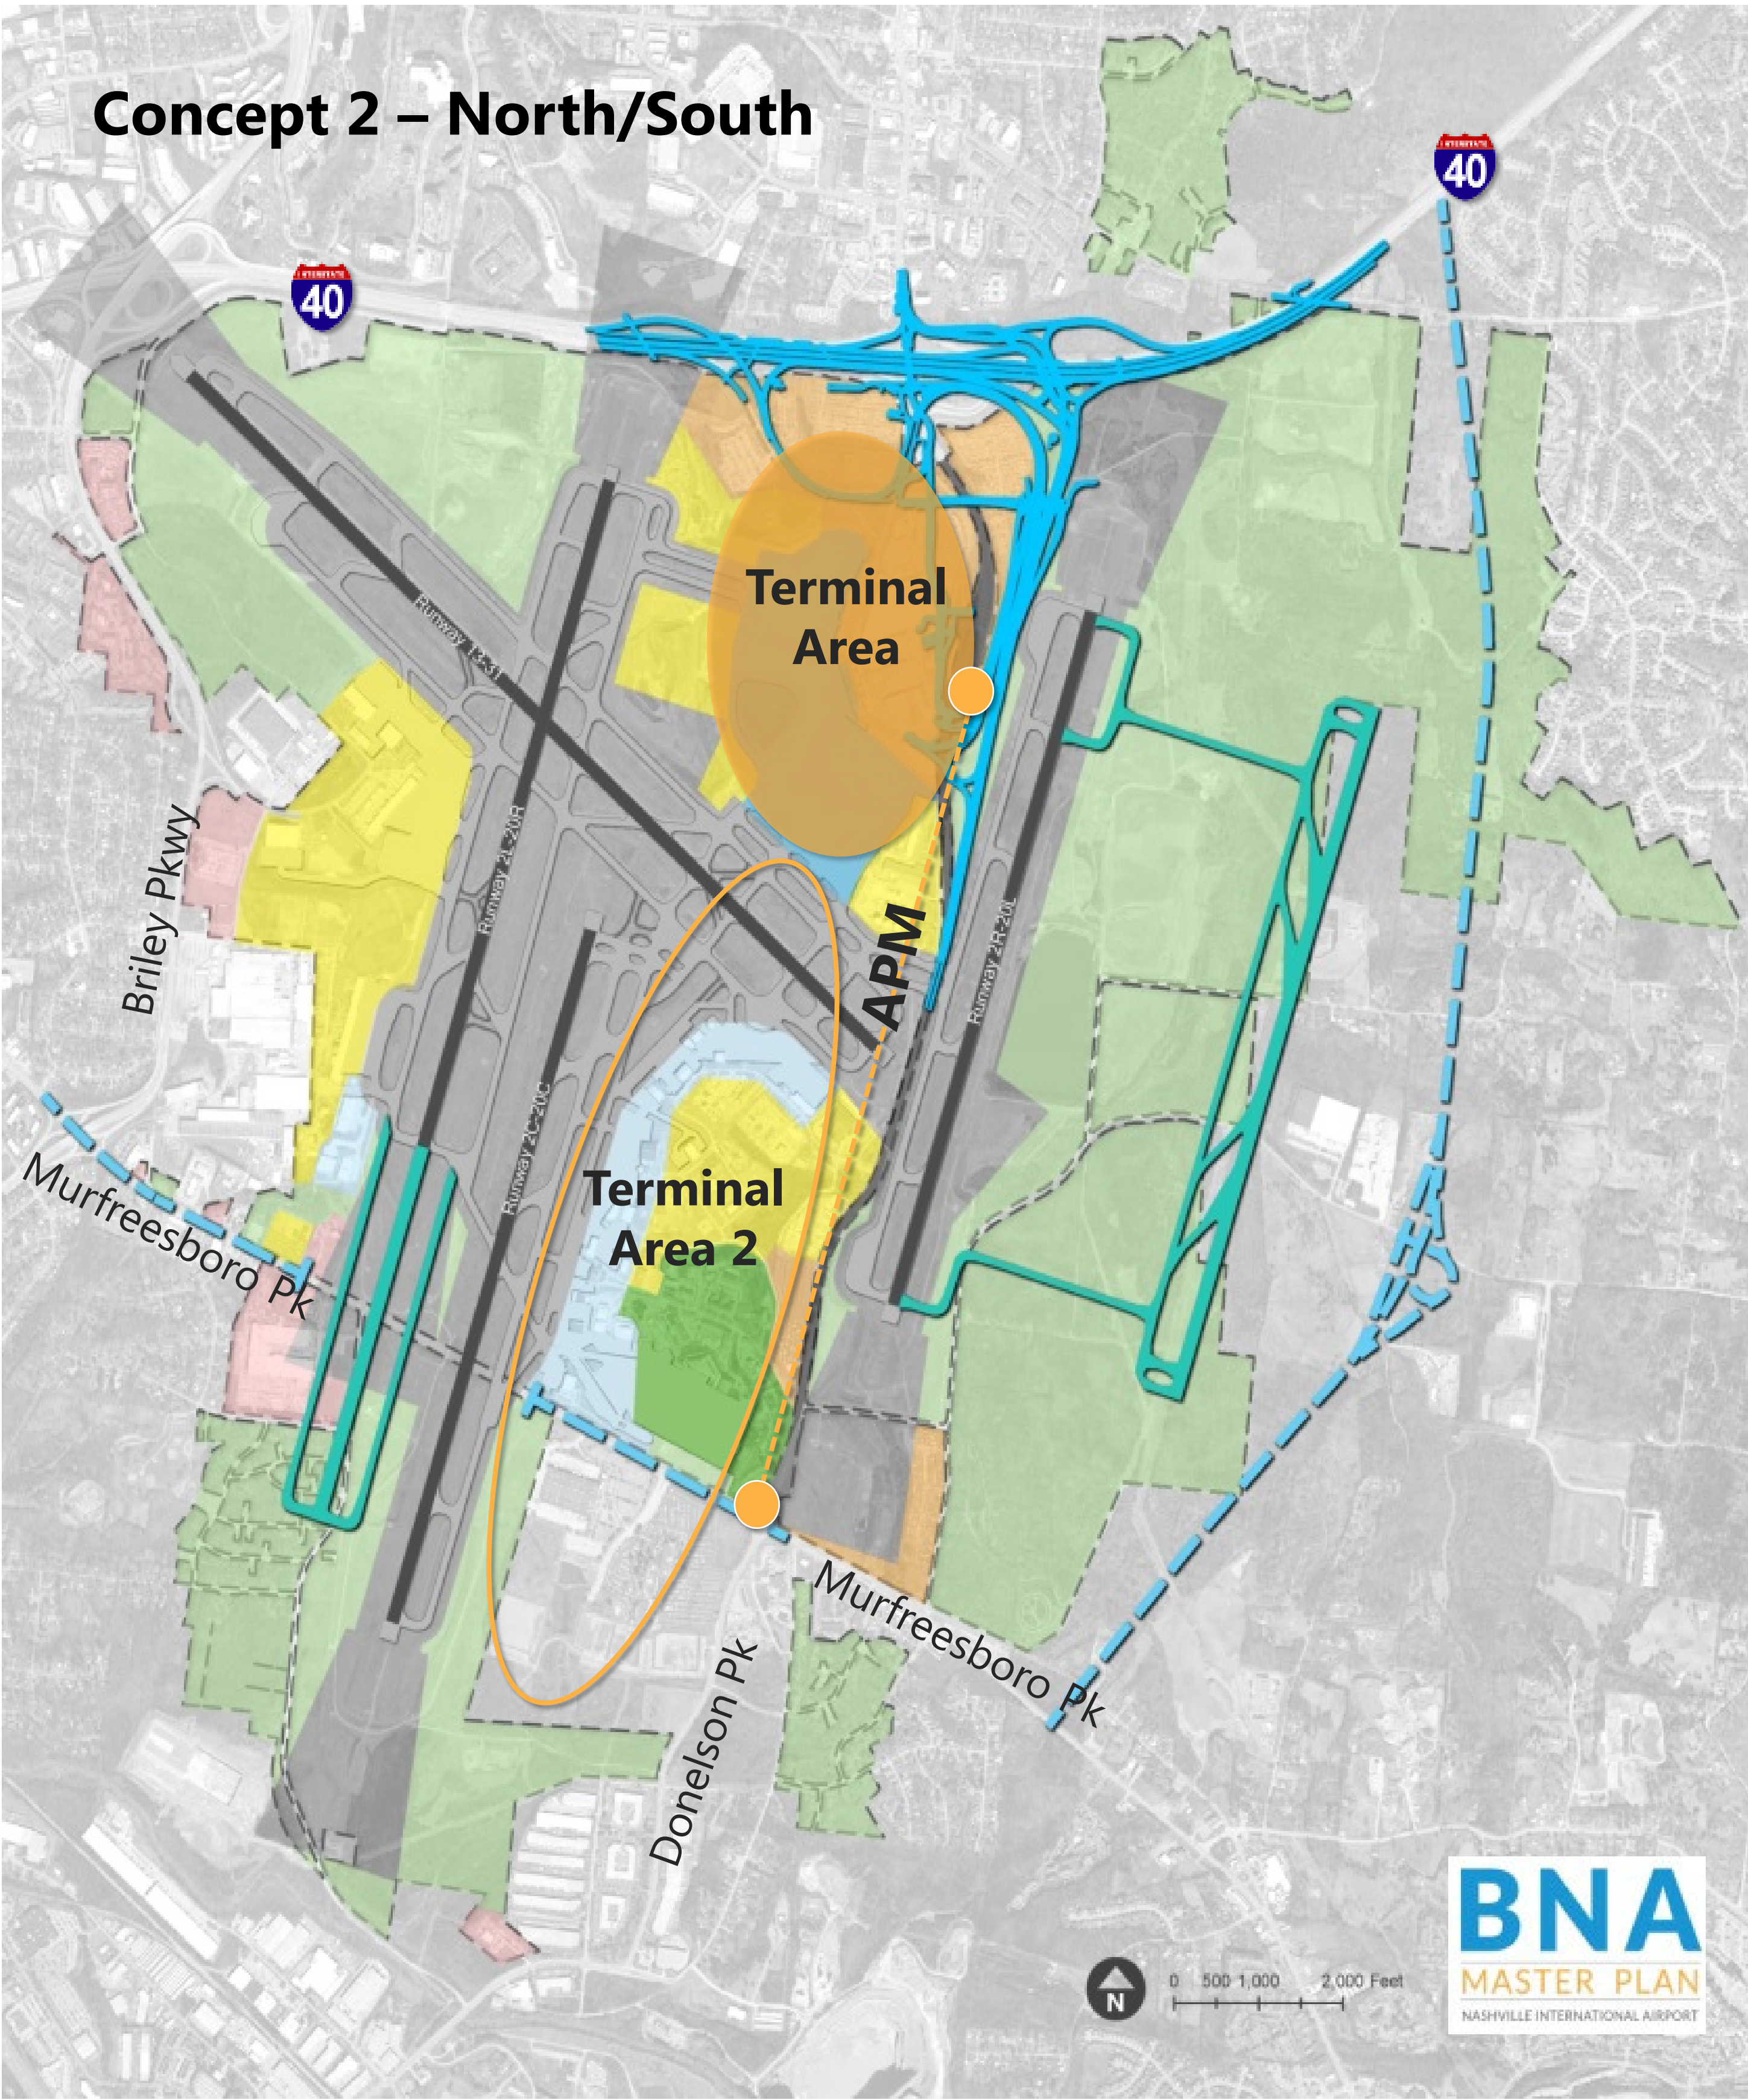 Concept 2 – North/South
INTERSTATE
40
INTERSTATE
40
Terminal
Area
Runway 13-31
Runway 2L-20R
Briley Pkwy
APM
Runway 2R-20L
Runway 2C-20C
Murfreesboro Pk
Terminal
Area 2
Murfreesboro Pk
Donelson Pk
N
0 500 1,000 2,000 Feet
BNA
MASTER PLAN
NASHVILLE INTERNATIONAL AIRPORT